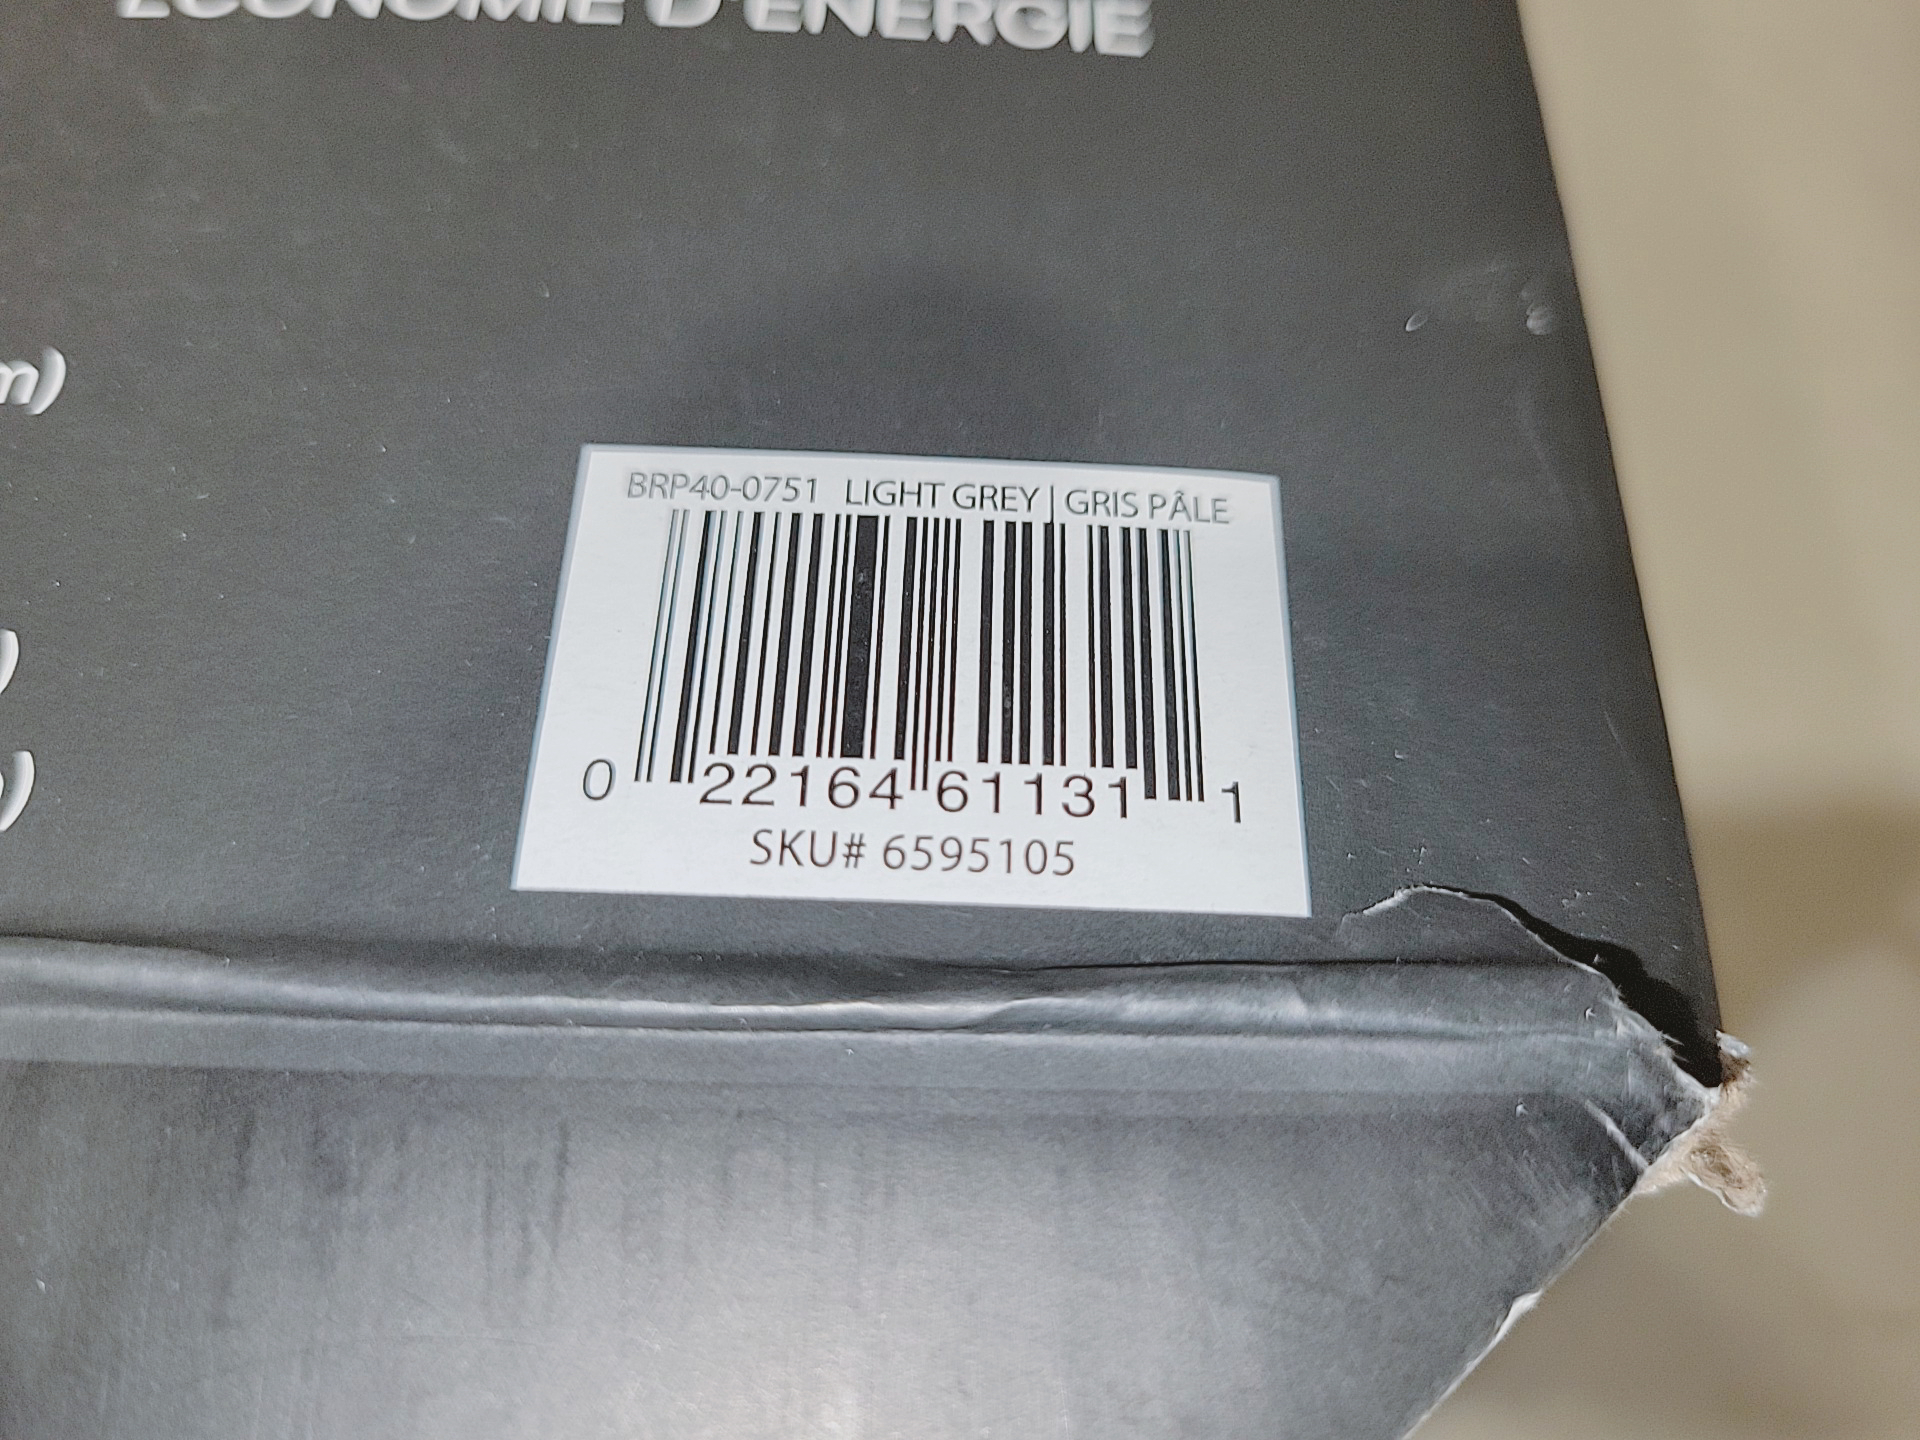 ÉCONOMIE D'ÉNERGIE
m)
)
)
BRP40-0751 LIGHT GREY | GRIS PÂLE
0 22164 61131 1
SKU# 6595105